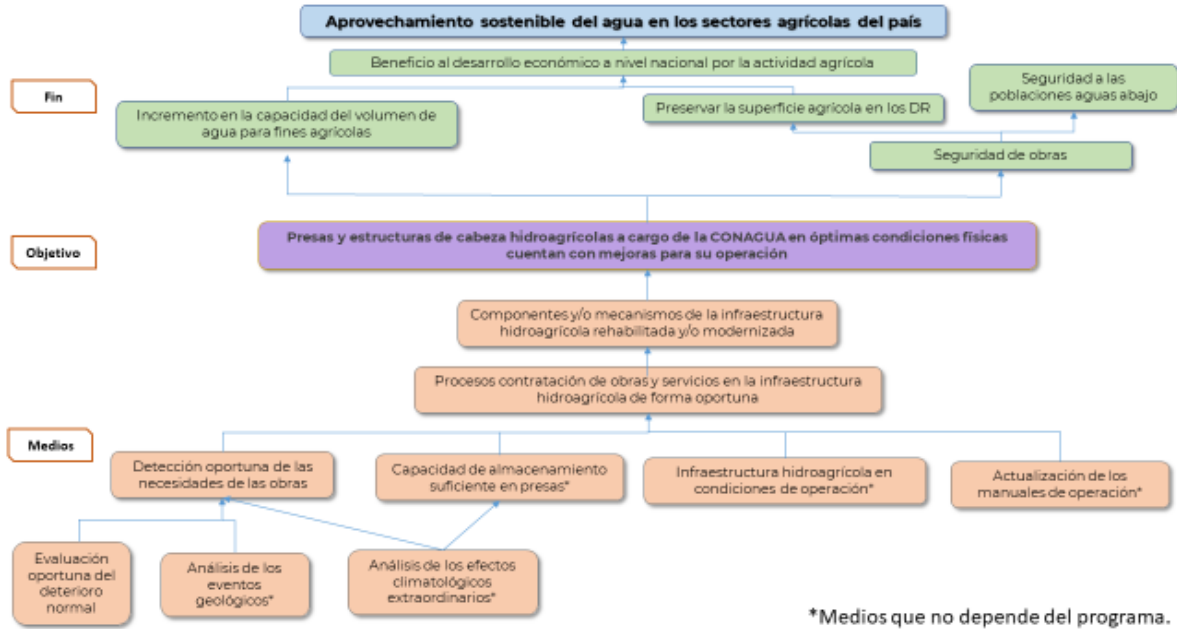 Aprovechamiento sostenible del agua en los sectores agrícolas del país
Beneficio al desarrollo económico a nivel nacional por la actividad agrícola
Fin
Incremento en la capacidad del volumen de
agua para fines agrícolas
Preservar la superficie agrícola en los DR
Seguridad a las
poblaciones aguas abajo
Seguridad de obras
Objetivo
Presas y estructuras de cabeza hidroagrícolas a cargo de la CONAGUA en óptimas condiciones físicas
cuentan con mejoras para su operación
Componentes y/o mecanismos de la infraestructura
hidroagrícola rehabilitada y/o modernizada
Procesos contratación de obras y servicios en la infraestructura
hidroagrícola de forma oportuna
Medios
Detección oportuna de las
necesidades de las obras
Capacidad de almacenamiento
suficiente en presas*
Infraestructura hidroagrícola en
condiciones de operación*
Actualización de los
manuales de operación*
Evaluación
oportuna del
deterioro
normal
Análisis de los
eventos
geológicos*
Análisis de los efectos
climatológicos
extraordinarios*
*Medios que no depende del programa.